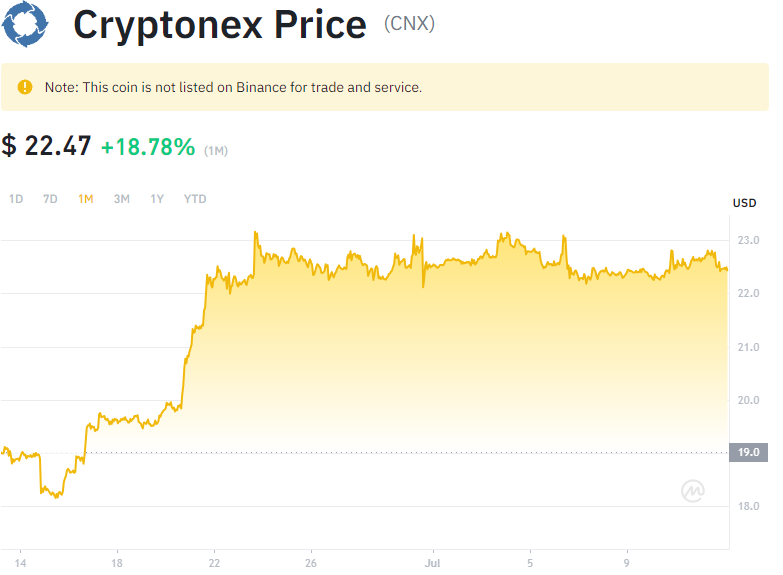 Cryptonex Price (CNX)
! Note: This coin is not listed on Binance for trade and service.
$ 22.47 +18.78% (1M)
1D 7D 1M 3M 1Y YTD
USD
23.0
22.0
21.0
20.0
19.0
18.0
14 18 22 26 Jul 5 9